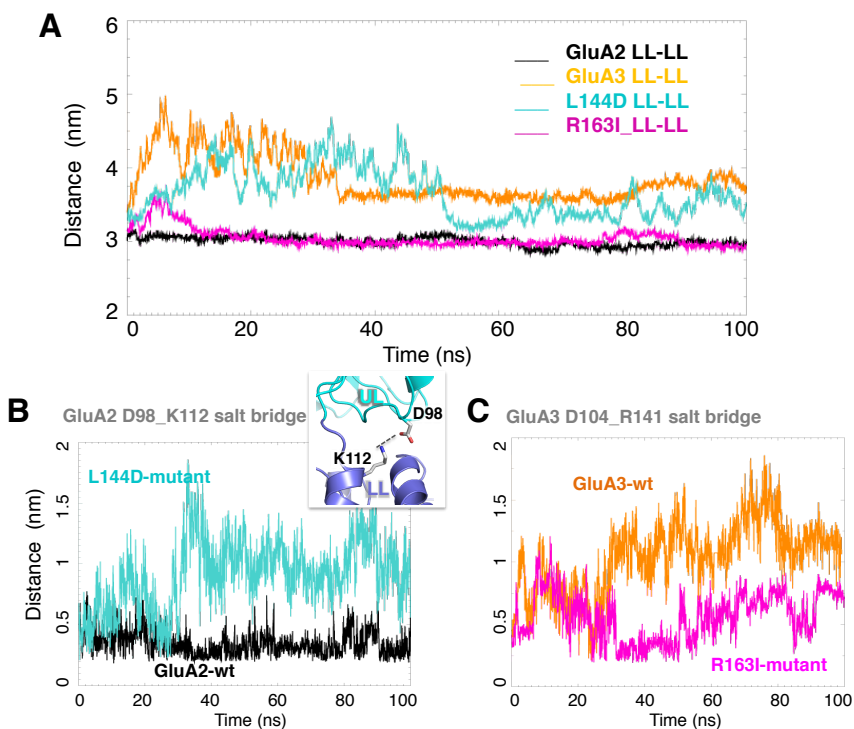 A
6
5
4
3
2
Distance (nm)
GluA2 LL-LL
GluA3 LL-LL
L144D LL-LL
R163I_LL-LL
0 20 40 60 80 100
Time (ns)
B
GluA2 D98_K112 salt bridge
UL
D98
K112
LL
2
1.5
1
0.5
0
Distance (nm)
L144D-mutant
GluA2-wt
0 20 40 60 80 100
Time (ns)
C
GluA3 D104_R141 salt bridge
2
1.5
1
0.5
0
GluA3-wt
R163I-mutant
0 20 40 60 80 100
Time (ns)